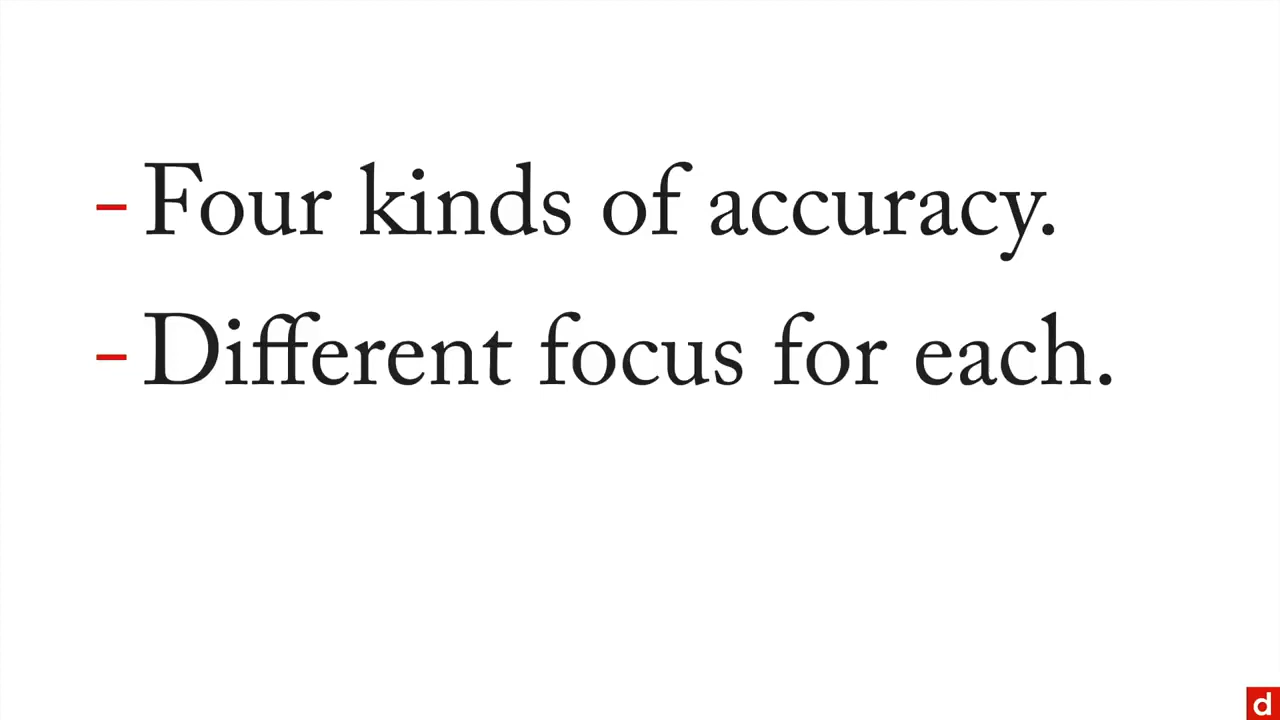 - Four kinds of accuracy.
- Different focus for each.
d